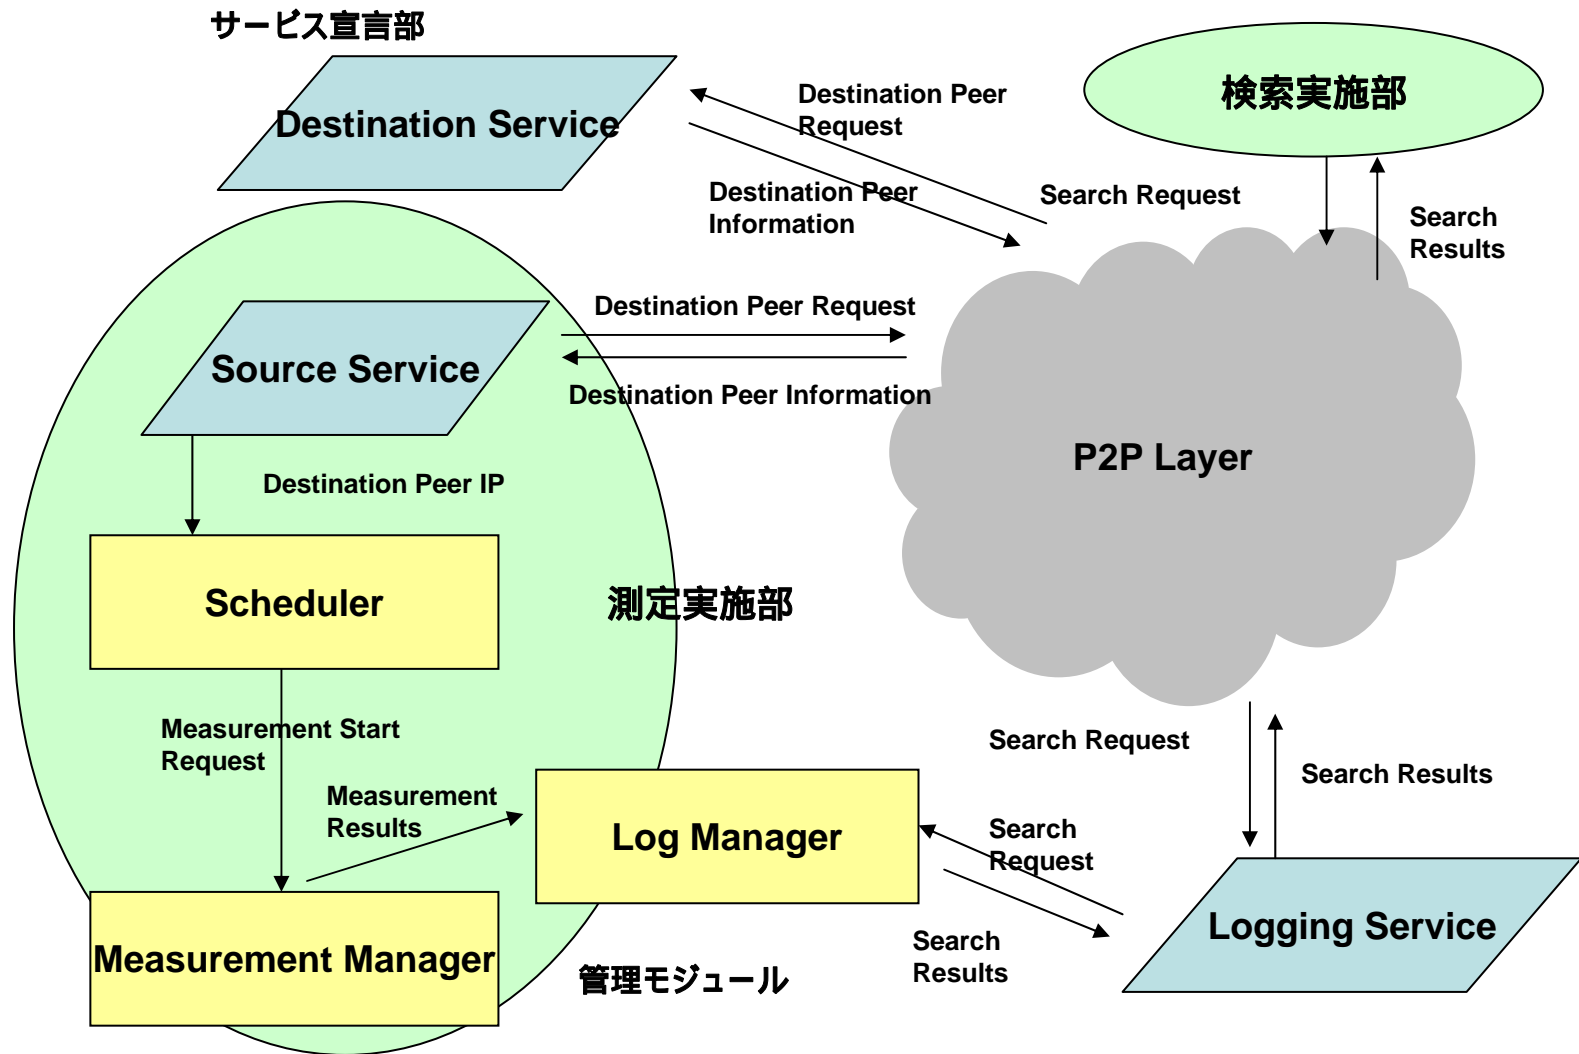 サービス宣言部
Destination Service
Destination Peer
Request
検索実施部
Destination Peer
Information
Search Request
Search
Results
Source Service
Destination Peer Request
Destination Peer Information
P2P Layer
Destination Peer IP
Scheduler
測定実施部
Measurement Start
Request
Measurement
Results
Log Manager
Search Request
Search Results
Search
Request
Logging Service
Search
Results
Measurement Manager
管理モジュール